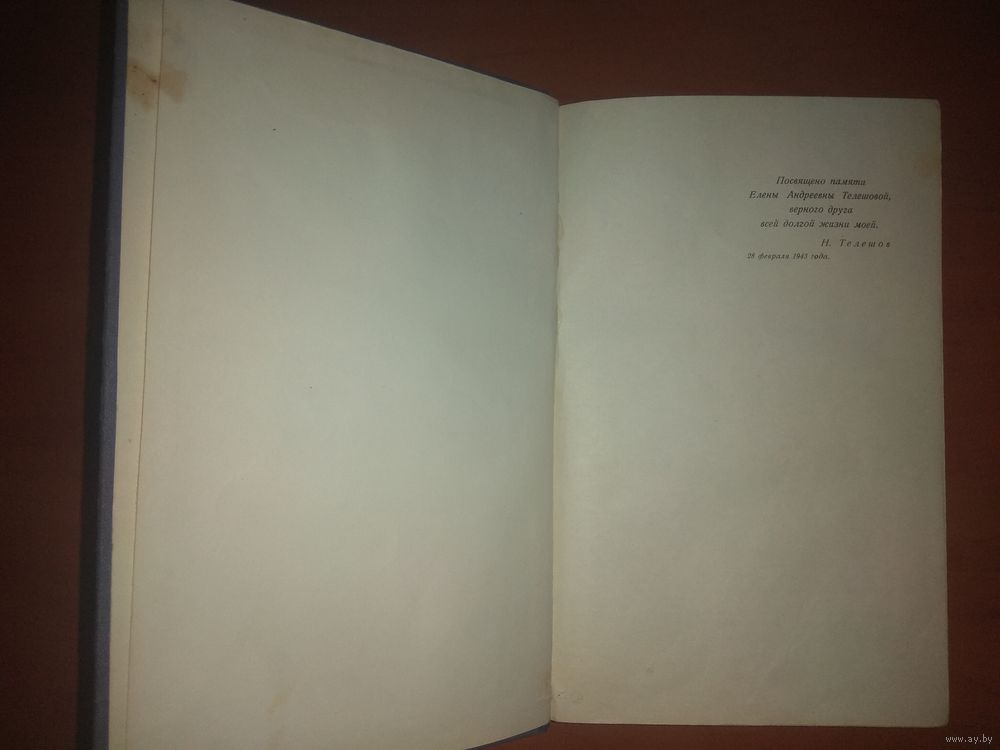 Посвящено памяти
Елены Андреевны Телешовой,
верного друга
всей долгой жизни моей.
Н. Телешов
28 февраля 1943 года.
www.ay.by